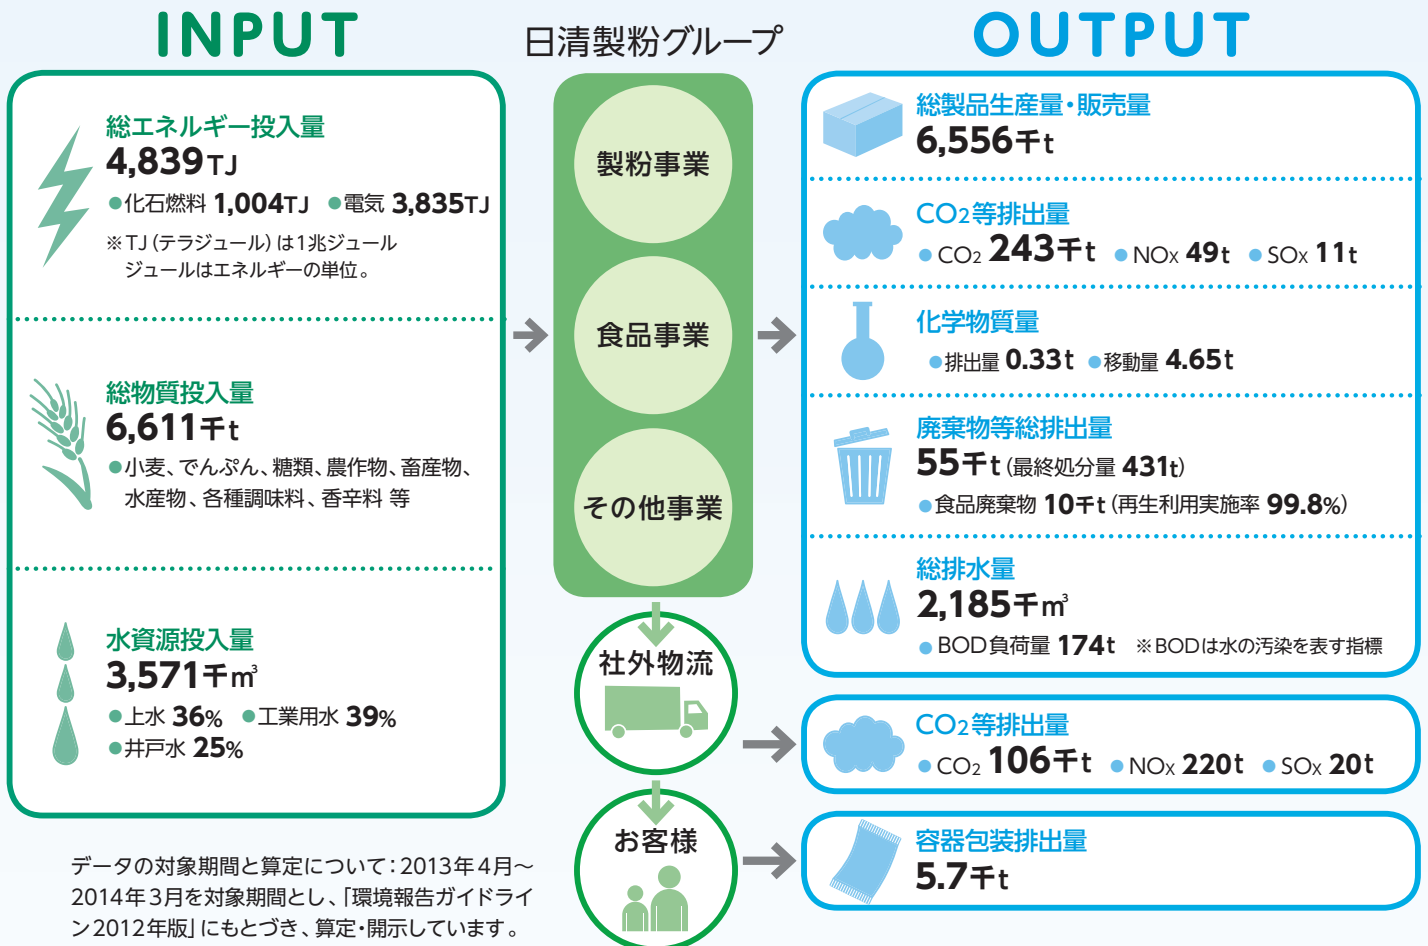 INPUT
総エネルギー投入量
4,839TJ
●化石燃料 1,004TJ ●電気 3,835TJ
※TJ(テラジュール)は1兆ジュール
ジュールはエネルギーの単位。
総物質投入量
6,611千t
●小麦、でんぷん、糖類、農作物、畜産物、
水産物、各種調味料、香辛料 等
水資源投入量
3,571千m³
●上水 36% ●工業用水 39%
●井戸水 25%
データの対象期間と算定について:2013年4月〜
2014年3月を対象期間とし、「環境報告ガイドライ
ン2012年版」にもとづき、算定・開示しています。
日清製粉グループ
製粉事業
食品事業
その他事業
社外物流
お客様
OUTPUT
総製品生産量・販売量
6,556千t
CO2等排出量
●CO2 243千t ●NOx 49t ●SOx 11t
化学物質量
●排出量 0.33t ●移動量 4.65t
廃棄物等総排出量
55千t(最終処分量 431t)
●食品廃棄物 10千t(再生利用実施率 99.8%)
総排水量
2,185千m³
●BOD負荷量 174t ※BODは水の汚染を表す指標
CO2等排出量
●CO2 106千t ●NOx 220t ●SOx 20t
容器包装排出量
5.7千t